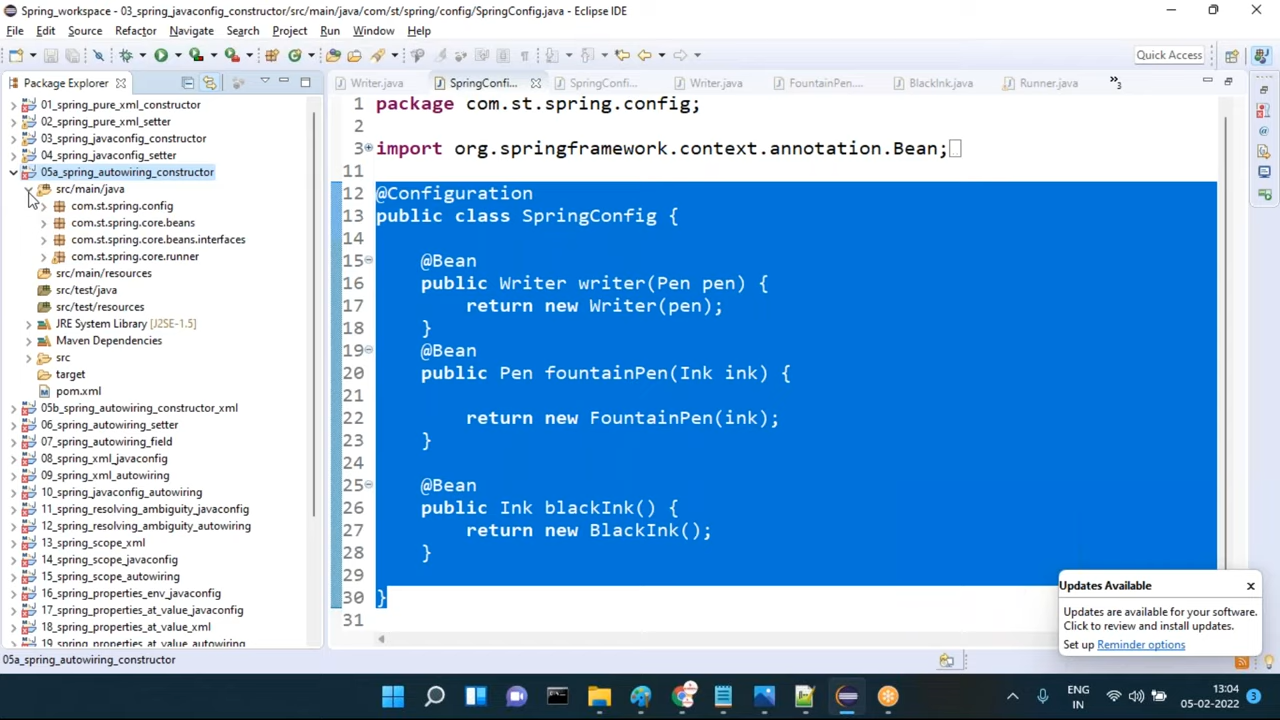 Spring_workspace - 03_spring_javaconfig_constructor/src/main/java/com/st/spring/config/SpringConfig.java - Eclipse IDE
File Edit Source Refactor Navigate Search Project Run Window Help
Quick Access
Package Explorer
01_spring_pure_xml_constructor
02_spring_pure_xml_setter
03_spring_javaconfig_constructor
04_spring_javaconfig_setter
05a_spring_autowiring_constructor
src/main/java
com.st.spring.config
com.st.spring.core.beans
com.st.spring.core.beans.interfaces
com.st.spring.core.runner
src/main/resources
src/test/java
src/test/resources
JRE System Library [J2SE-1.5]
Maven Dependencies
src
target
pom.xml
05b_spring_autowiring_constructor_xml
06_spring_autowiring_setter
07_spring_autowiring_field
08_spring_xml_javaconfig
09_spring_xml_autowiring
10_spring_javaconfig_autowiring
11_spring_resolving_ambiguity_javaconfig
12_spring_resolving_ambiguity_autowiring
13_spring_scope_xml
14_spring_scope_javaconfig
15_spring_scope_autowiring
16_spring_properties_env_javaconfig
17_spring_properties_at_value_javaconfig
18_spring_properties_at_value_xml
19_spring_properties_at_value_autowiring
Writer.java SpringConfi... SpringConfi... Writer.java FountainPen.... BlackInk.java Runner.java »3
1 package com.st.spring.config;
2
3 import org.springframework.context.annotation.Bean;
11
12 @Configuration
13 public class SpringConfig {
14
15 @Bean
16 public Writer writer(Pen pen) {
17 return new Writer(pen);
18 }
19 @Bean
20 public Pen fountainPen(Ink ink) {
21
22 return new FountainPen(ink);
23 }
24
25 @Bean
26 public Ink blackInk() {
27 return new BlackInk();
28 }
29
30 }
31
Updates Available
Updates are available for your software.
Click to review and install updates.
Set up Reminder options
05a_spring_autowiring_constructor
ENG
IN
13:04
05-02-2022
3